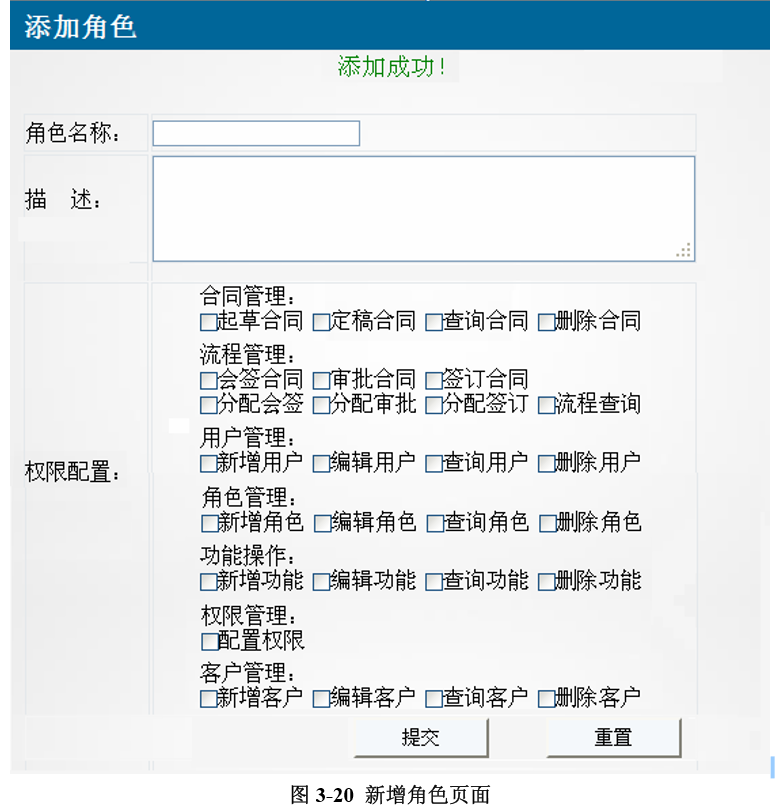 添加角色
添加成功!
角色名称:
描 述:
权限配置:
合同管理:
起草合同 定稿合同 查询合同 删除合同
流程管理:
会签合同 审批合同 签订合同
分配会签 分配审批 分配签订 流程查询
用户管理:
新增用户 编辑用户 查询用户 删除用户
角色管理:
新增角色 编辑角色 查询角色 删除角色
功能操作:
新增功能 编辑功能 查询功能 删除功能
权限管理:
配置权限
客户管理:
新增客户 编辑客户 查询客户 删除客户
提交 重置
图 3-20 新增角色页面